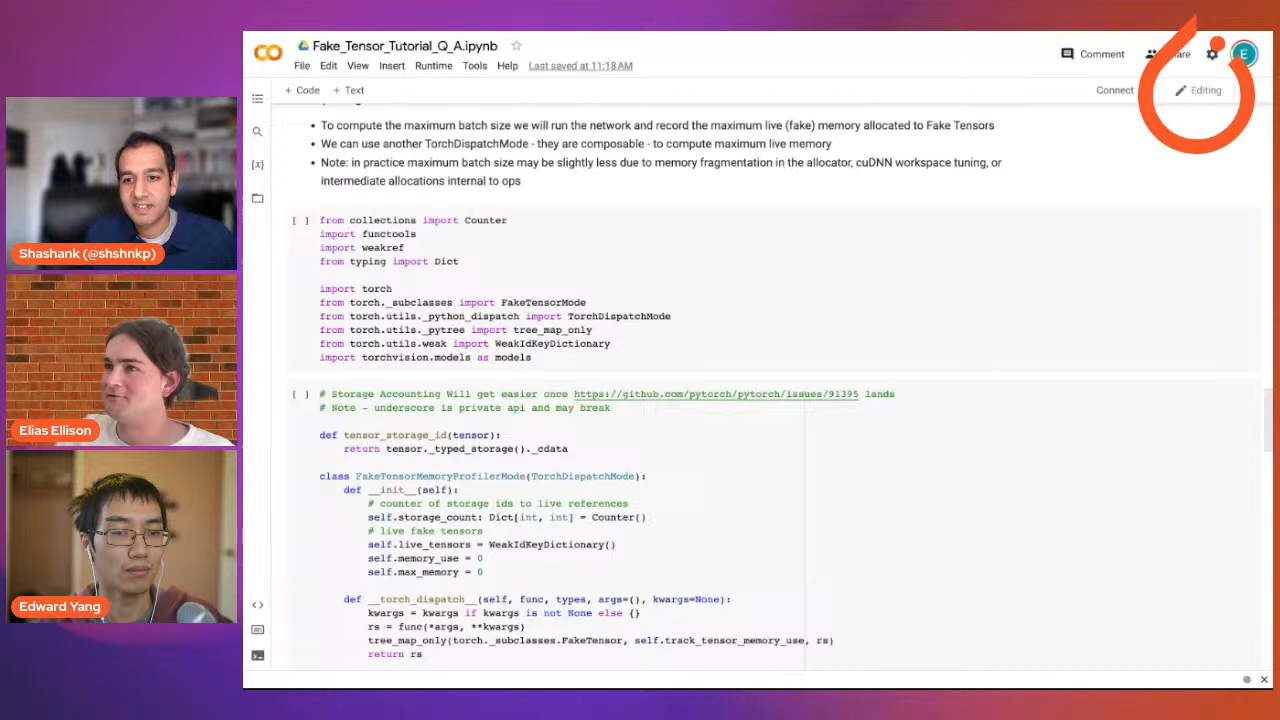 Fake_Tensor_Tutorial_Q_A.ipynb
File Edit View Insert Runtime Tools Help Last saved at 11:18 AM
Comment
+ Code + Text
Connect
Editing
• To compute the maximum batch size we will run the network and record the maximum live (fake) memory allocated to Fake Tensors
• We can use another TorchDispatchMode - they are composable - to compute maximum live memory
• Note: in practice maximum batch size may be slightly less due to memory fragmentation in the allocator, cuDNN workspace tuning, or
intermediate allocations internal to ops
[ ] from collections import Counter
import functools
import weakref
from typing import Dict
import torch
from torch._subclasses import FakeTensorMode
from torch.utils._python_dispatch import TorchDispatchMode
from torch.utils._pytree import tree_map_only
from torch.utils.weak import WeakIdKeyDictionary
import torchvision.models as models
[ ] # Storage Accounting Will get easier once https://github.com/pytorch/pytorch/issues/91395 lands
# Note - underscore is private api and may break
def tensor_storage_id(tensor):
return tensor._typed_storage()._cdata
class FakeTensorMemoryProfilerMode(TorchDispatchMode):
def __init__(self):
# counter of storage ids to live references
self.storage_count: Dict[int, int] = Counter()
# live fake tensors
self.live_tensors = WeakIdKeyDictionary()
self.memory_use = 0
self.max_memory = 0
def __torch_dispatch__(self, func, types, args=(), kwargs=None):
kwargs = kwargs if kwargs is not None else {}
rs = func(*args, **kwargs)
tree_map_only(torch._subclasses.FakeTensor, self.track_tensor_memory_use, rs)
return rs
Shashank (@shshnkp)
Elias Ellison
Edward Yang
E